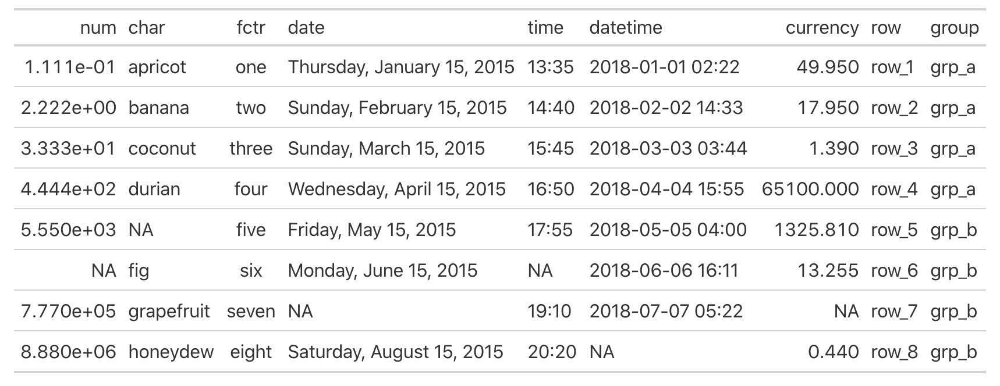 num char fctr date time datetime currency row group
1.111e-01 apricot one Thursday, January 15, 2015 13:35 2018-01-01 02:22 49.950 row_1 grp_a
2.222e+00 banana two Sunday, February 15, 2015 14:40 2018-02-02 14:33 17.950 row_2 grp_a
3.333e+01 coconut three Sunday, March 15, 2015 15:45 2018-03-03 03:44 1.390 row_3 grp_a
4.444e+02 durian four Wednesday, April 15, 2015 16:50 2018-04-04 15:55 65100.000 row_4 grp_a
5.550e+03 NA five Friday, May 15, 2015 17:55 2018-05-05 04:00 1325.810 row_5 grp_b
NA fig six Monday, June 15, 2015 NA 2018-06-06 16:11 13.255 row_6 grp_b
7.770e+05 grapefruit seven NA 19:10 2018-07-07 05:22 NA row_7 grp_b
8.880e+06 honeydew eight Saturday, August 15, 2015 20:20 NA 0.440 row_8 grp_b